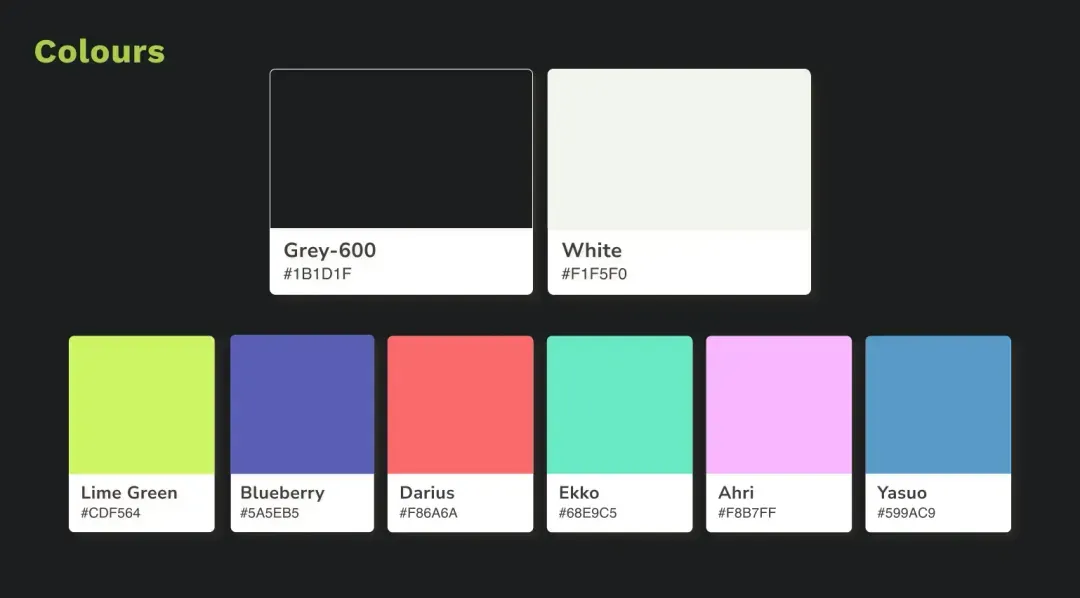 Colours
Grey-600
#1B1D1F
White
#F1F5F0
Lime Green
#CDF564
Blueberry
#5A5EB5
Darius
#F86A6A
Ekko
#68E9C5
Ahri
#F8B7FF
Yasuo
#599AC9